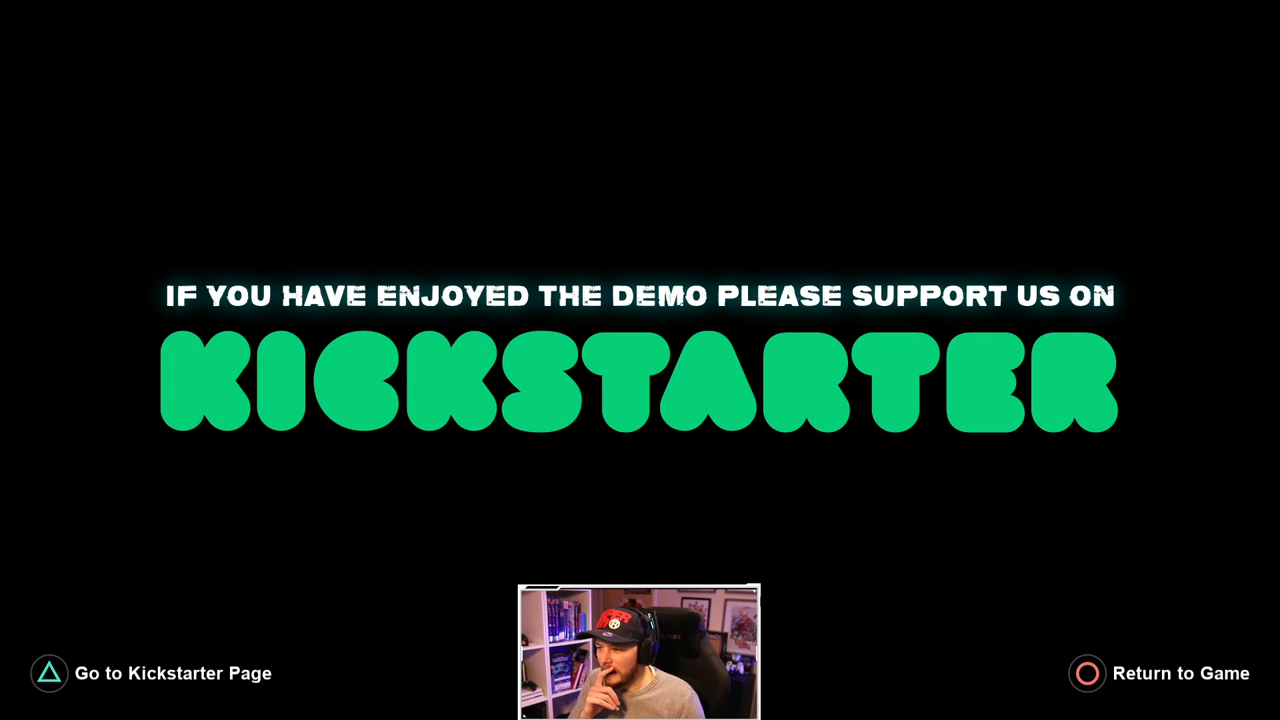 IF YOU HAVE ENJOYED THE DEMO PLEASE SUPPORT US ON
KICKSTARTER
Go to Kickstarter Page
Return to Game